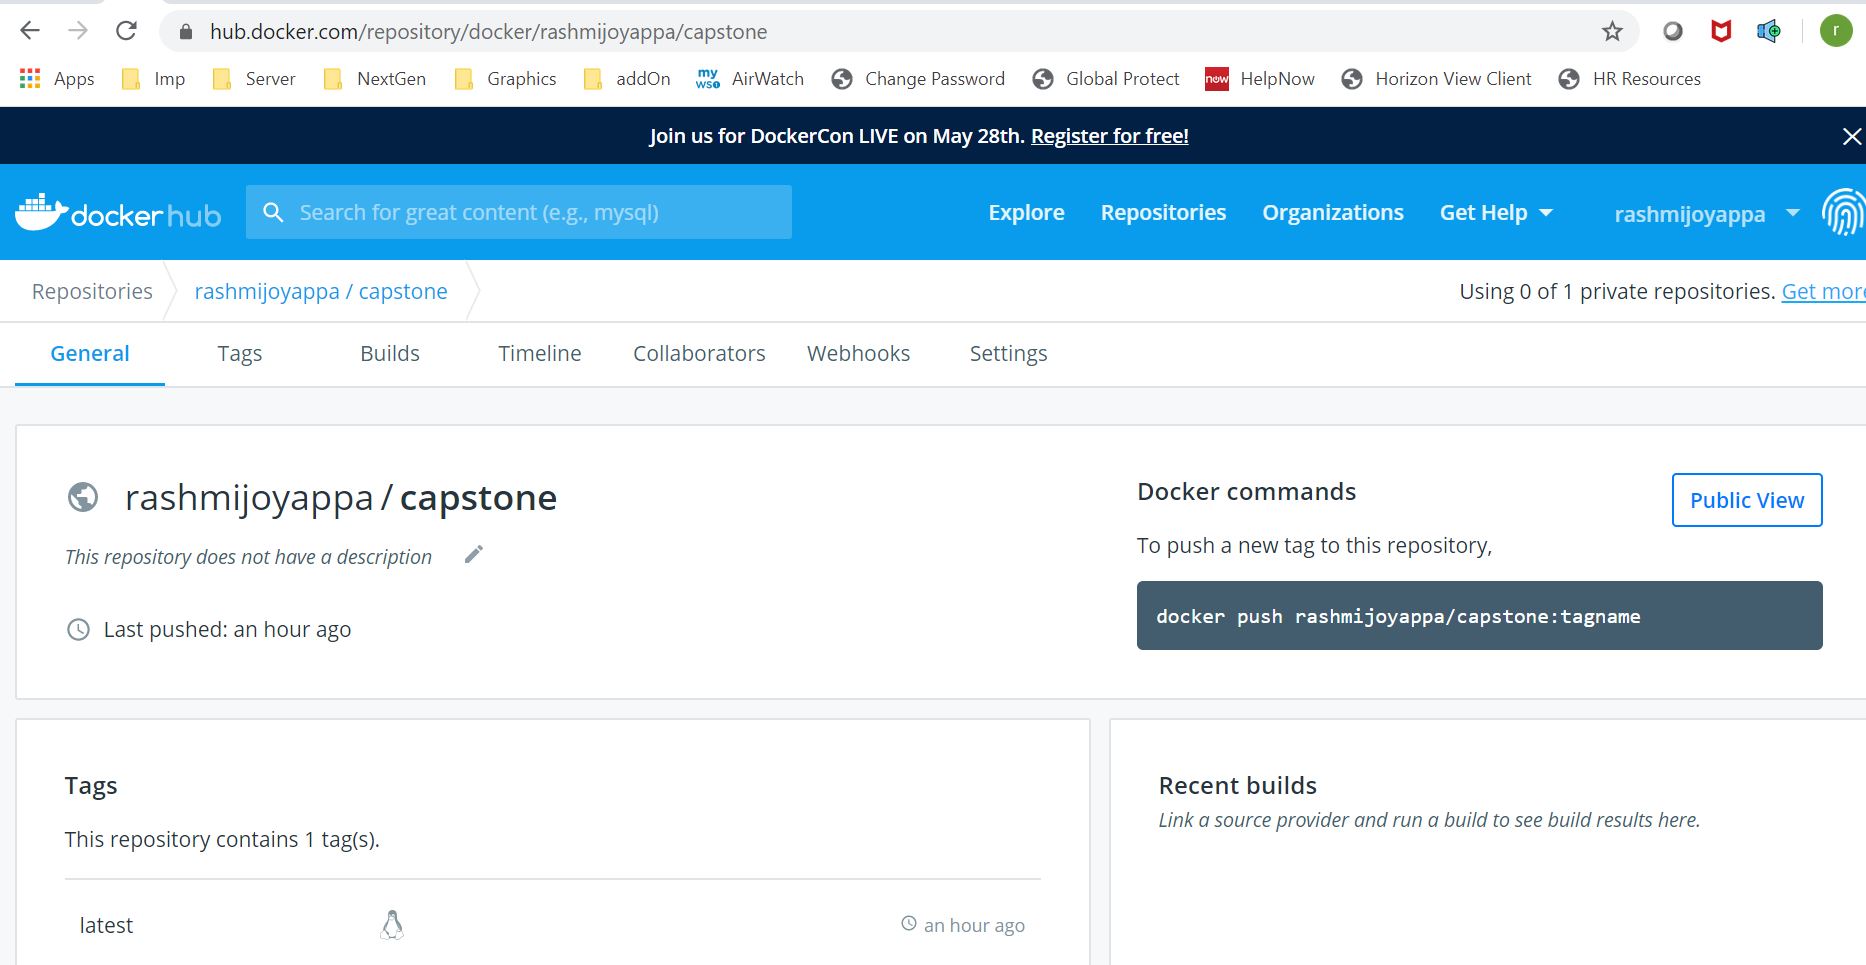 hub.docker.com/repository/docker/rashmijoyappa/capstone
r
Apps Imp Server NextGen Graphics addOn my WS1 AirWatch Change Password Global Protect now HelpNow Horizon View Client HR Resources
Join us for DockerCon LIVE on May 28th. Register for free!
docker hub Search for great content (e.g., mysql) Explore Repositories Organizations Get Help rashmijoyappa
Repositories rashmijoyappa / capstone Using 0 of 1 private repositories. Get more
General Tags Builds Timeline Collaborators Webhooks Settings
rashmijoyappa / capstone
This repository does not have a description
Last pushed: an hour ago
Docker commands
Public View
To push a new tag to this repository,
docker push rashmijoyappa/capstone:tagname
Tags
This repository contains 1 tag(s).
latest an hour ago
Recent builds
Link a source provider and run a build to see build results here.